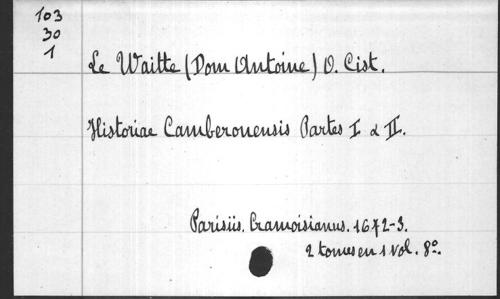 103
30
1
Le Waitte (Dom Antoine) O. Cist.
Historiae Camberonensis Partes I & II.
Parisiis. Cramoisianus. 1672-3.
2 tomes en 1 vol. 8º.